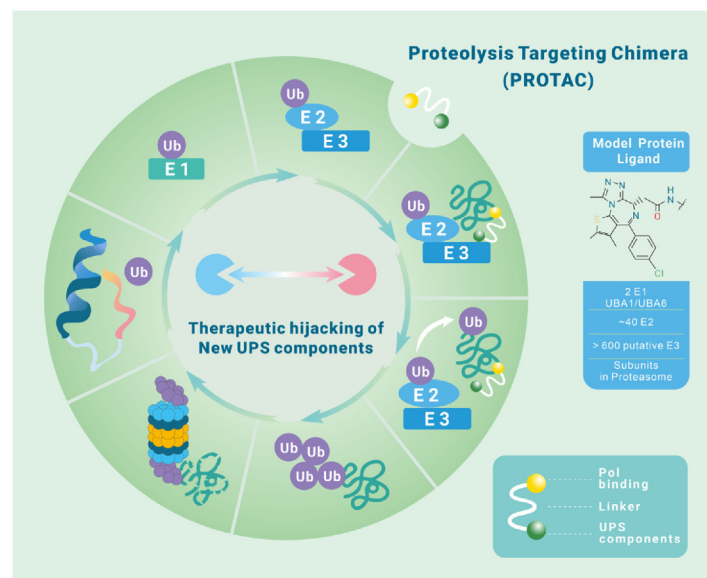 Proteolysis Targeting Chimera
(PROTAC)
Ub
E 2
E 3
Ub
E 1
Model Protein
Ligand
N
N
N
N
S
O
H
N
Cl
Ub
E 2
E 3
Ub
Therapeutic hijacking of
New UPS components
2 E1
UBA1/UBA6
~40 E2
> 600 putative E3
Subunits
in Proteasome
Ub
Ub
E 2
E 3
Ub
Ub
Ub
Ub
Pol
binding
Linker
UPS
components